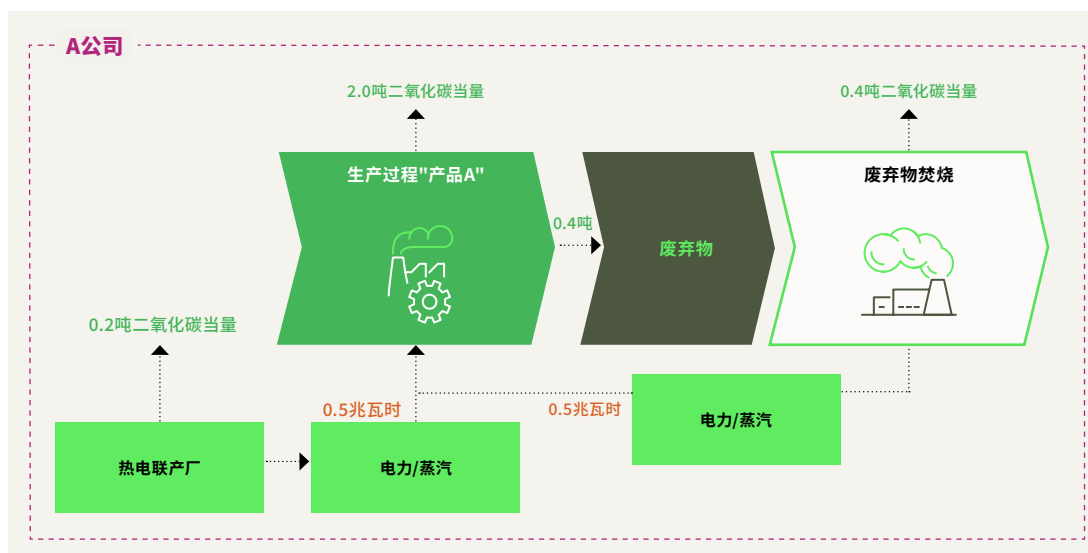 A公司
2.0吨二氧化碳当量
0.4吨二氧化碳当量
生产过程"产品A"
废弃物焚烧
0.4吨
废弃物
0.2吨二氧化碳当量
0.5兆瓦时
0.5兆瓦时
电力/蒸汽
热电联产厂
电力/蒸汽